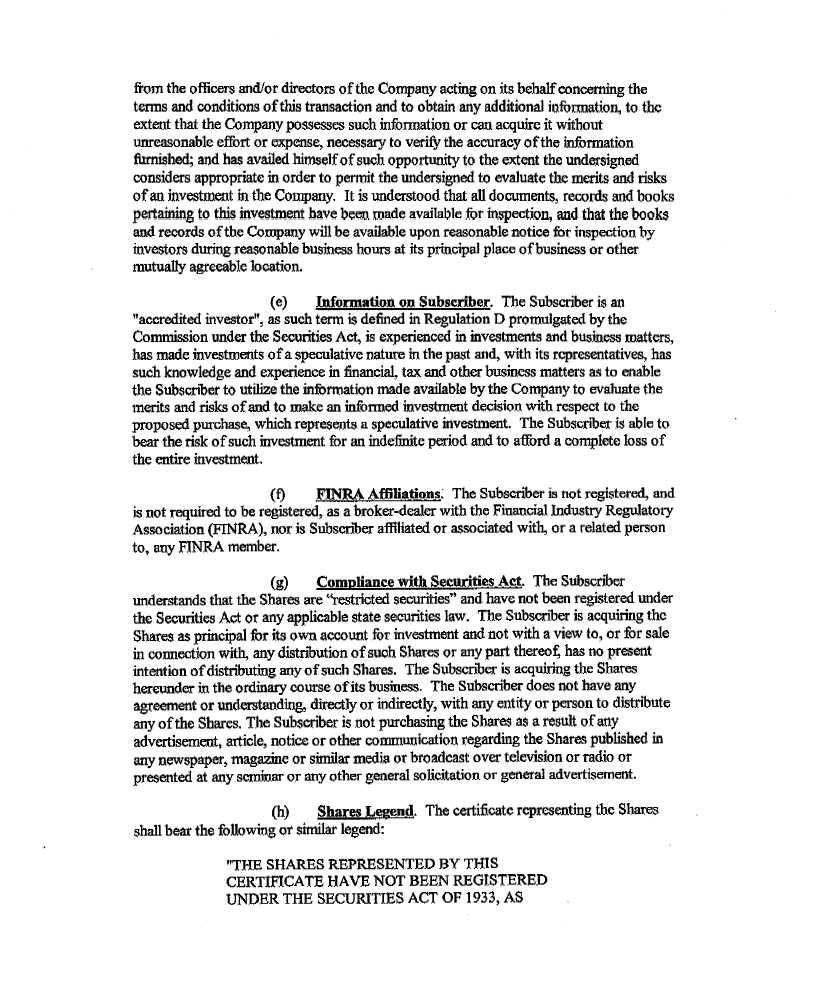 from the officers and/or directors of the Company acting on its behalf concerning the
terms and conditions of this transaction and to obtain any additional information, to the
extent that the Company possesses such information or can acquire it without
unreasonable effort or expense, necessary to verify the accuracy of the information
furnished; and has availed himself of such opportunity to the extent the undersigned
considers appropriate in order to permit the undersigned to evaluate the merits and risks
of an investment in the Company.  It is understood that all documents, records and books
pertaining to this investment have been made available for inspection, and that the books
and records of the Company will be available upon reasonable notice for inspection by
investors during reasonable business hours at its principal place of business or other
mutually agreeable location.
(e) Information on Subscriber.  The Subscriber is an
"accredited investor", as such term is defined in Regulation D promulgated by the
Commission under the Securities Act, is experienced in investments and business matters,
has made investments of a speculative nature in the past and, with its representatives, has
such knowledge and experience in financial, tax and other business matters as to enable
the Subscriber to utilize the information made available by the Company to evaluate the
merits and risks of and to make an informed investment decision with respect to the
proposed purchase, which represents a speculative investment.  The Subscriber is able to
bear the risk of such investment for an indefinite period and to afford a complete loss of
the entire investment.
(f) FINRA Affiliations.  The Subscriber is not registered, and
is not required to be registered, as a broker-dealer with the Financial Industry Regulatory
Association (FINRA), nor is Subscriber affiliated or associated with, or a related person
to, any FINRA member.
(g) Compliance with Securities Act.  The Subscriber
understands that the Shares are “restricted securities” and have not been registered under
the Securities Act or any applicable state securities law.  The Subscriber is acquiring the
Shares as principal for its own account for investment and not with a view to, or for sale
in connection with, any distribution of such Shares or any part thereof, has no present
intention of distributing any of such Shares.  The Subscriber is acquiring the Shares
hereunder in the ordinary course of its business.  The Subscriber does not have any
agreement or understanding, directly or indirectly, with any entity or person to distribute
any of the Shares. The Subscriber is not purchasing the Shares as a result of any
advertisement, article, notice or other communication regarding the Shares published in
any newspaper, magazine or similar media or broadcast over television or radio or
presented at any seminar or any other general solicitation or general advertisement.
(h) Shares Legend.  The certificate representing the Shares
shall bear the following or similar legend:
"THE SHARES REPRESENTED BY THIS
CERTIFICATE HAVE NOT BEEN REGISTERED
UNDER THE SECURITIES ACT OF 1933, AS